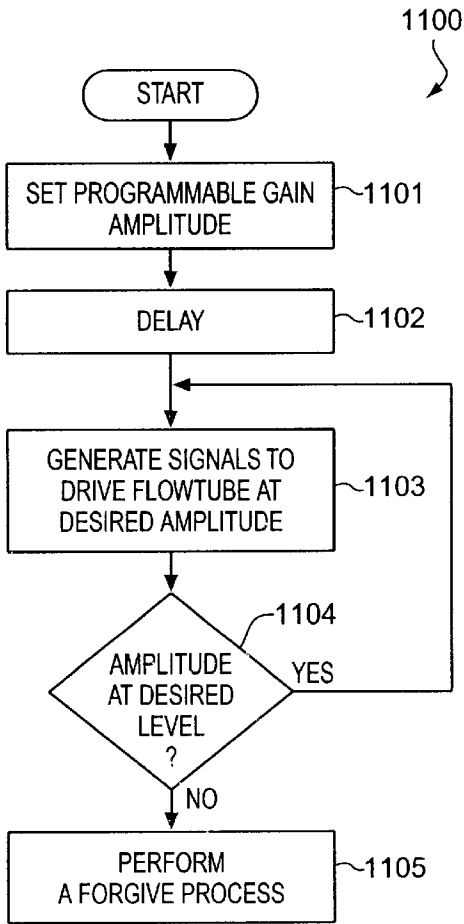 1100
START
SET PROGRAMMABLE GAIN
AMPLITUDE
1101
DELAY
1102
GENERATE SIGNALS TO
DRIVE FLOWTUBE AT
DESIRED AMPLITUDE
1103
1104
AMPLITUDE
AT DESIRED
LEVEL
?
YES
NO
PERFORM
A FORGIVE PROCESS
1105